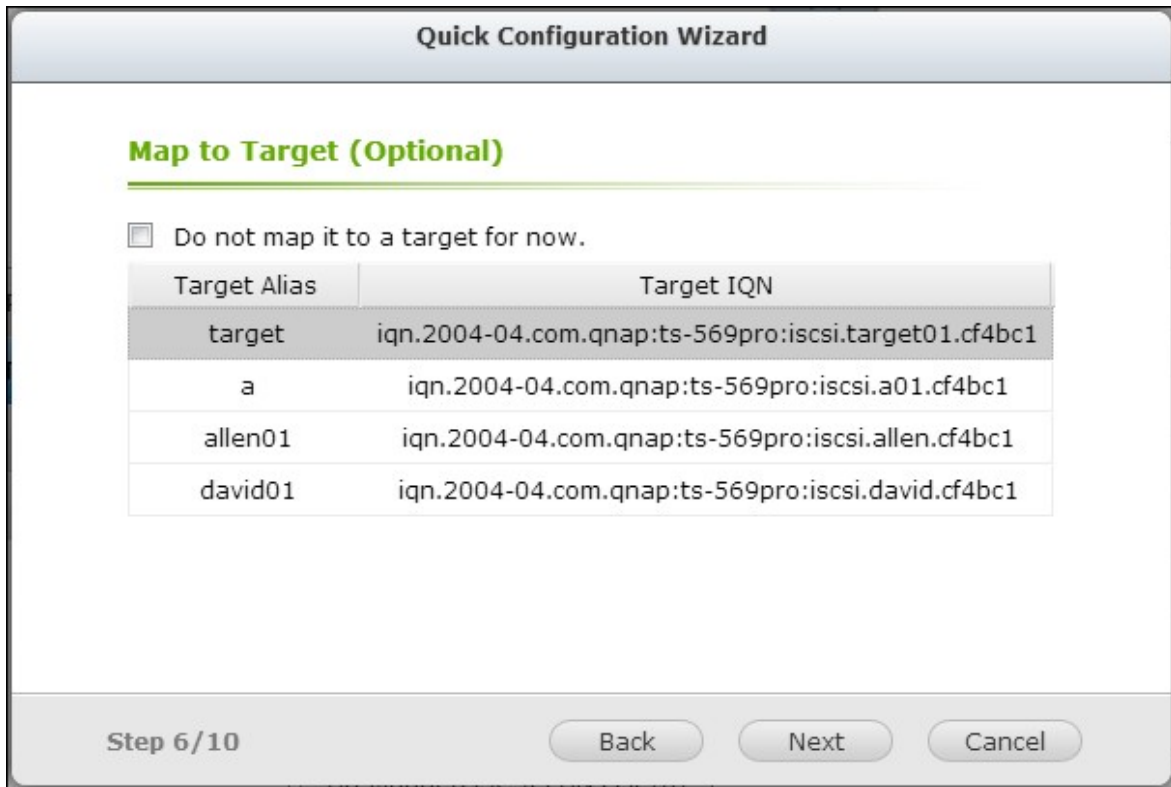 Quick Configuration Wizard
Map to Target (Optional)
Do not map it to a target for now.
Target Alias Target IQN
target iqn.2004-04.com.qnap:ts-569pro:iscsi.target01.cf4bc1
a iqn.2004-04.com.qnap:ts-569pro:iscsi.a01.cf4bc1
allen01 iqn.2004-04.com.qnap:ts-569pro:iscsi.allen.cf4bc1
david01 iqn.2004-04.com.qnap:ts-569pro:iscsi.david.cf4bc1
Step 6/10 Back Next Cancel